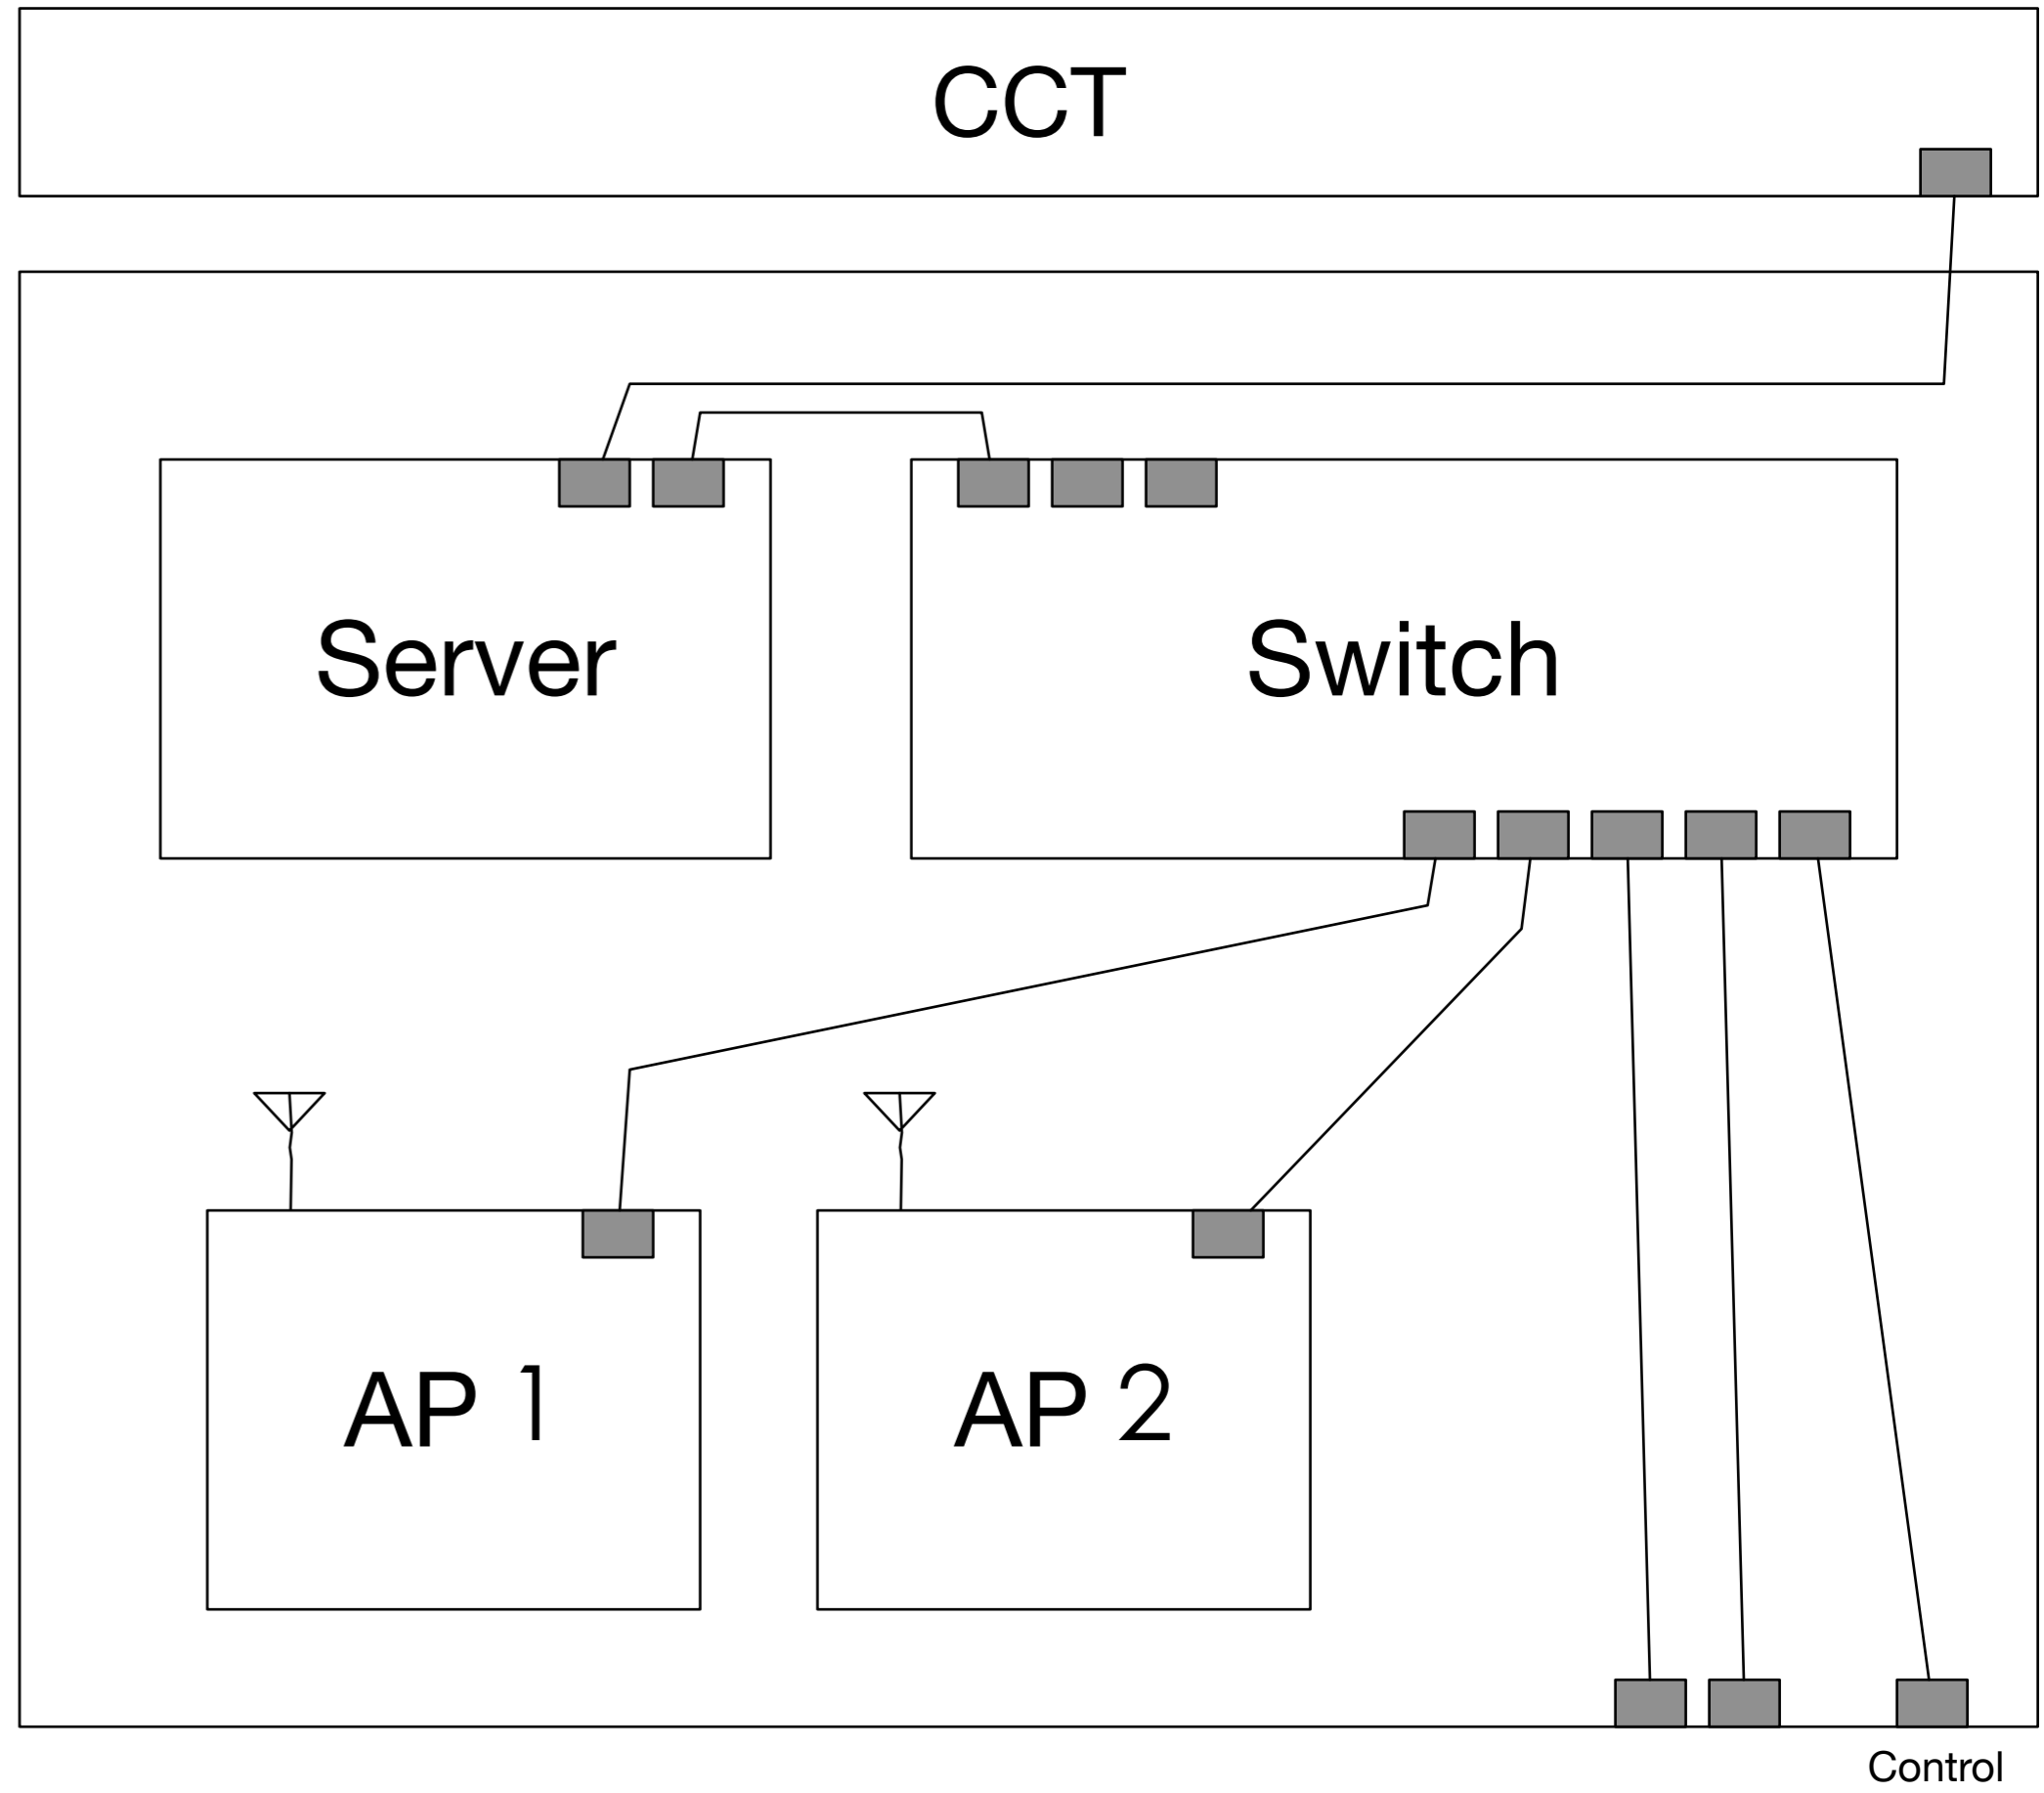 CCT
Server
Switch
AP 1
AP 2
Control